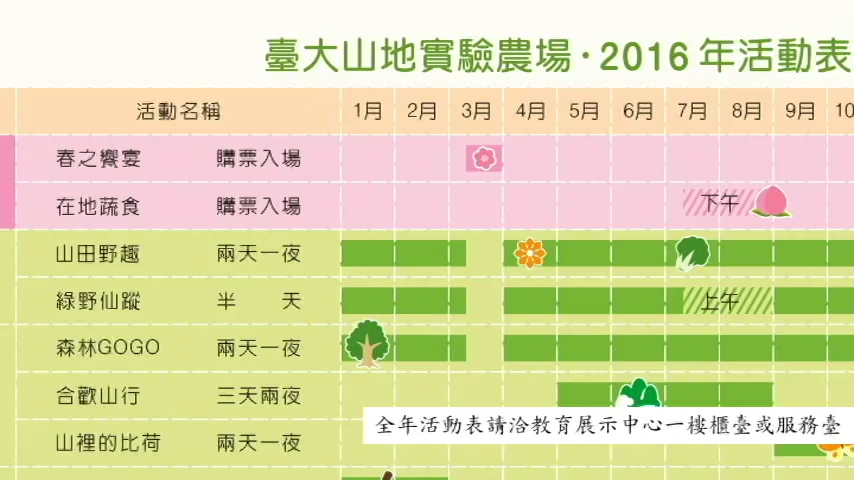 臺大山地實驗農場·2016年活動表
活動名稱 1月 2月 3月 4月 5月 6月 7月 8月 9月 10
春之饗宴 購票入場
在地蔬食 購票入場 下午
山田野趣 兩天一夜
綠野仙蹤 半 天 上午
森林GOGO 兩天一夜
合歡山行 三天兩夜
全年活動表請洽教育展示中心一樓櫃臺或服務臺
山裡的比荷 兩天一夜